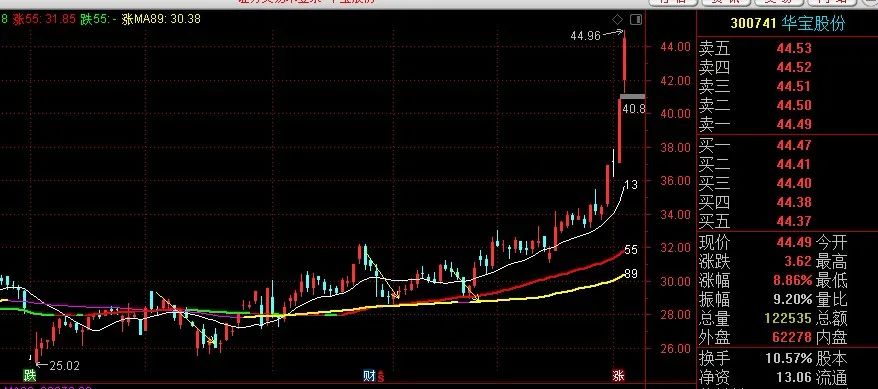 8 涨55: 31.85 跌55: - 涨MA89: 30.38
300741 华宝股份
44.96
44.00
42.00
40.8
40.00
38.00
36.00
34.00
32.00
30.00
28.00
26.00
13
55
89
25.02
跌
财
涨
卖五 44.53
卖四 44.52
卖三 44.51
卖二 44.50
卖一 44.49
买一 44.47
买二 44.41
买三 44.40
买四 44.38
买五 44.37
现价 44.49 今开
涨跌 3.62 最高
涨幅 8.86% 最低
振幅 9.20% 量比
总量 122535 总额
外盘 62278 内盘
换手 10.57% 股本
净资 13.06 流通